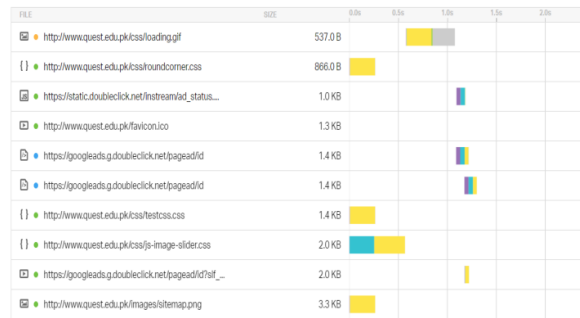 FILE SIZE 0.0s 0.5s 1.0s 1.5s 2.0s
http://www.quest.edu.pk/css/loading.gif 537.0 B
{ } http://www.quest.edu.pk/css/roundcorner.css 866.0 B
https://static.doubleclick.net/instream/ad_status.... 1.0 KB
http://www.quest.edu.pk/favicon.ico 1.3 KB
https://googleads.g.doubleclick.net/pagead/id 1.4 KB
https://googleads.g.doubleclick.net/pagead/id 1.4 KB
{ } http://www.quest.edu.pk/css/testcss.css 1.4 KB
{ } http://www.quest.edu.pk/css/js-image-slider.css 2.0 KB
https://googleads.g.doubleclick.net/pagead/id?slf_... 2.0 KB
http://www.quest.edu.pk/images/sitemap.png 3.3 KB